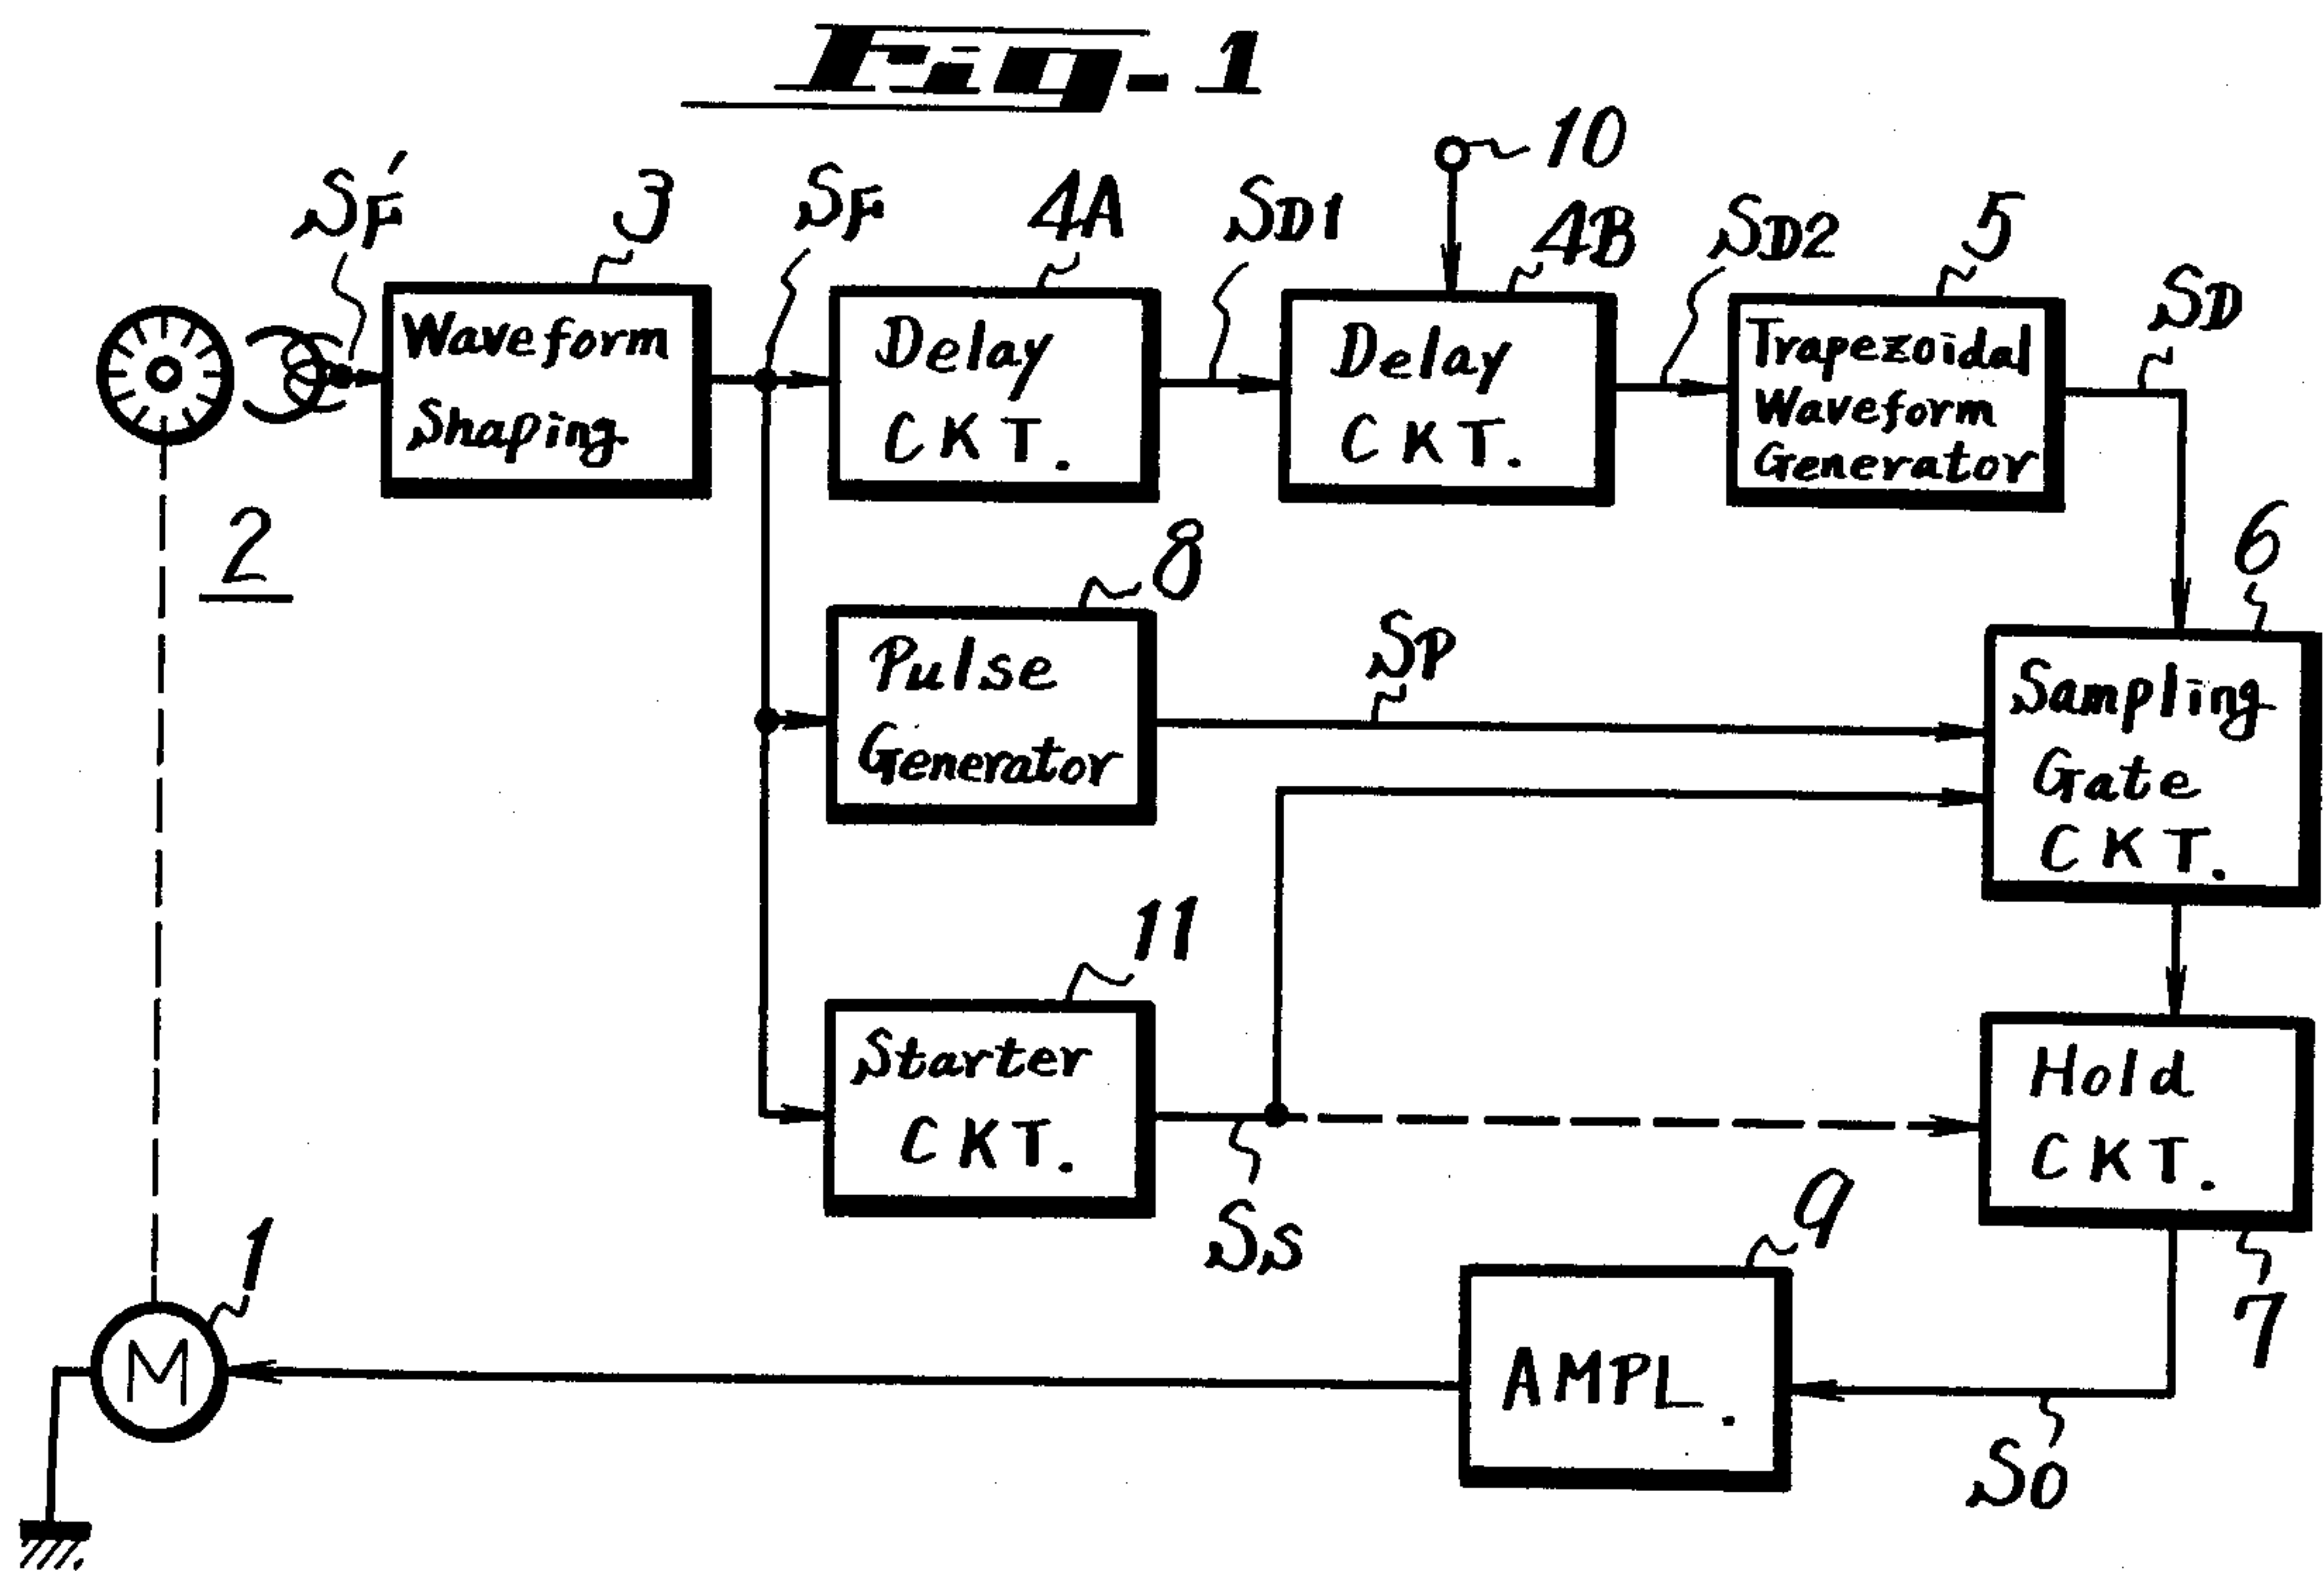 Fig-1
10
SF'
3
SF
4A
SD1
4B
SD2
5
SD
Waveform
Shaping
Delay
CKT.
Delay
CKT.
Trapezoidal
Waveform
Generator
2
8
6
Pulse
Generator
SP
Sampling
Gate
CKT.
11
Starter
CKT.
SS
Hold
CKT.
7
9
1
M
AMPL.
SO